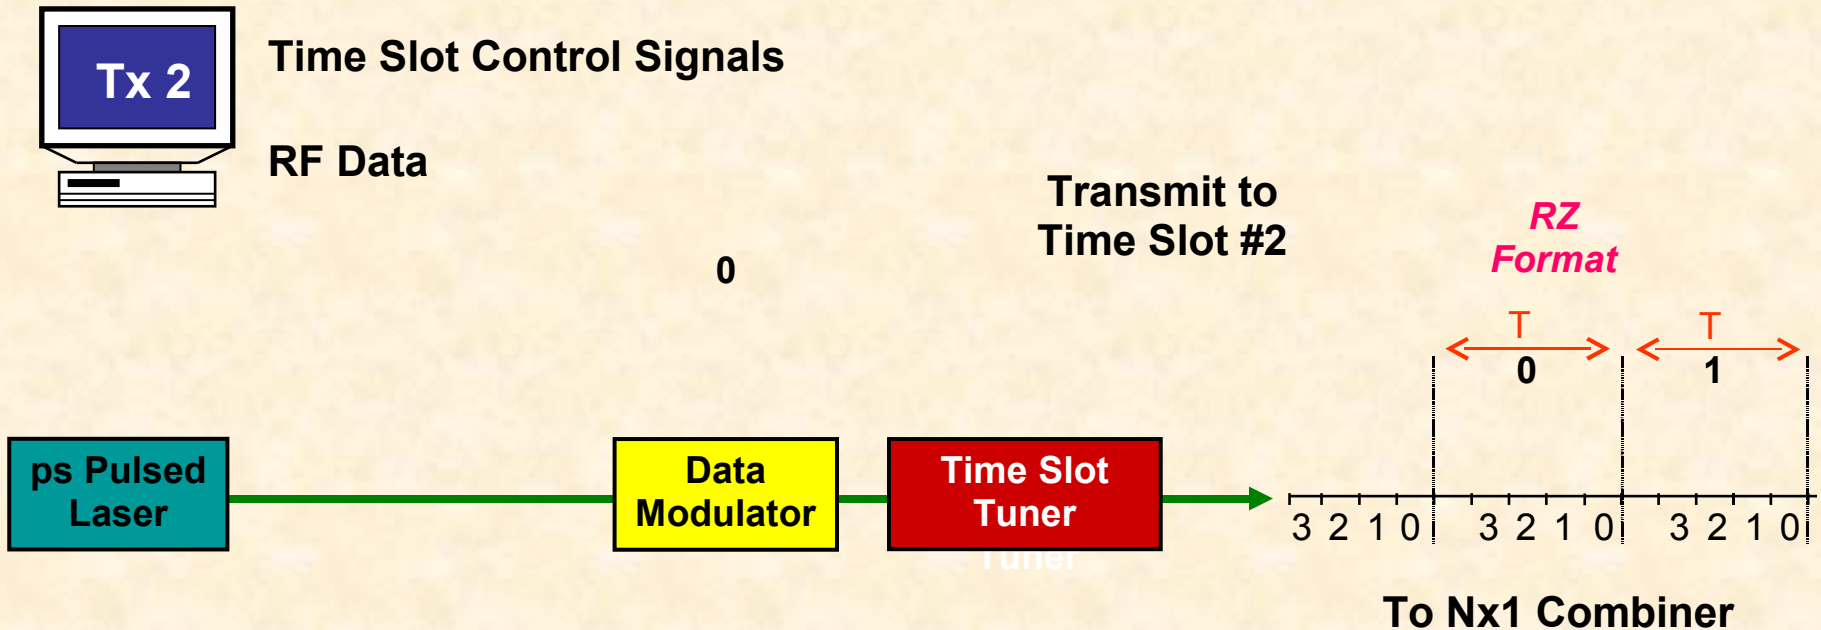 Tx 2
Time Slot Control Signals
RF Data
Transmit to
Time Slot #2
RZ
Format
0
T T
0 1
ps Pulsed
Laser
Data
Modulator
Time Slot
Tuner
Tuner
3 2 1 0 3 2 1 0 3 2 1 0
To Nx1 Combiner